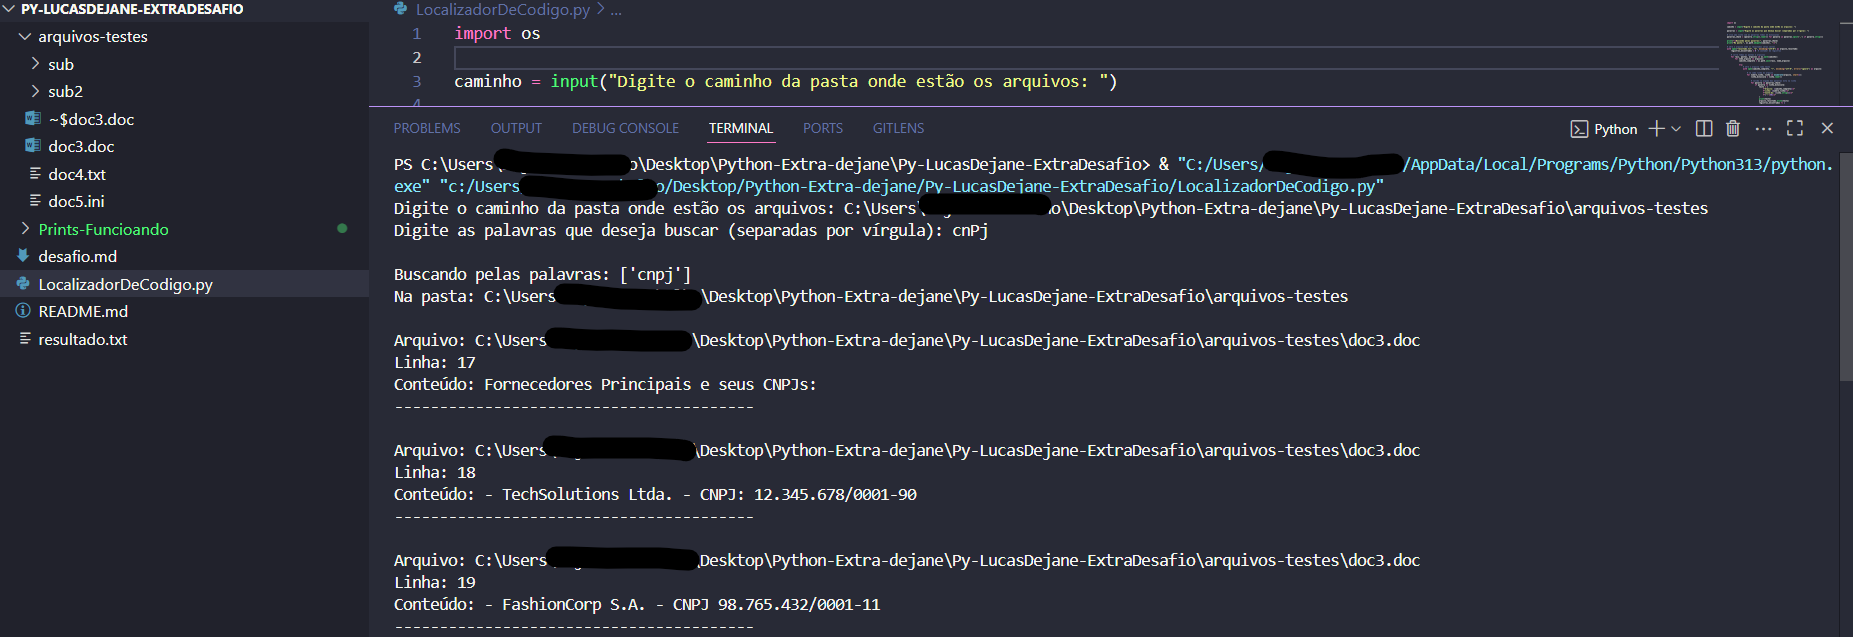 PY-LUCASDEJANE-EXTRADESAFIO
arquivos-testes
sub
sub2
~$doc3.doc
doc3.doc
doc4.txt
doc5.ini
Prints-Funcioando
desafio.md
LocalizadorDeCodigo.py
README.md
resultado.txt
LocalizadorDeCodigo.py > ...
1 import os
2
3 caminho = input("Digite o caminho da pasta onde estão os arquivos: ")
4
PROBLEMS OUTPUT DEBUG CONSOLE TERMINAL PORTS GITLENS Python
PS C:\Users\ o\Desktop\Python-Extra-dejane\Py-LucasDejane-ExtraDesafio> & "C:/Users/ /AppData/Local/Programs/Python/Python313/python.
exe" "c:/Users /Desktop/Python-Extra-dejane/Py-LucasDejane-ExtraDesafio/LocalizadorDeCodigo.py"
Digite o caminho da pasta onde estão os arquivos: C:\Users\ o\Desktop\Python-Extra-dejane\Py-LucasDejane-ExtraDesafio\arquivos-testes
Digite as palavras que deseja buscar (separadas por vírgula): cnPj
Buscando pelas palavras: ['cnpj']
Na pasta: C:\Users \Desktop\Python-Extra-dejane\Py-LucasDejane-ExtraDesafio\arquivos-testes
Arquivo: C:\Users \Desktop\Python-Extra-dejane\Py-LucasDejane-ExtraDesafio\arquivos-testes\doc3.doc
Linha: 17
Conteúdo: Fornecedores Principais e seus CNPJs:
----------------------------------------
Arquivo: C:\Users \Desktop\Python-Extra-dejane\Py-LucasDejane-ExtraDesafio\arquivos-testes\doc3.doc
Linha: 18
Conteúdo: - TechSolutions Ltda. - CNPJ: 12.345.678/0001-90
----------------------------------------
Arquivo: C:\Users \Desktop\Python-Extra-dejane\Py-LucasDejane-ExtraDesafio\arquivos-testes\doc3.doc
Linha: 19
Conteúdo: - FashionCorp S.A. - CNPJ 98.765.432/0001-11
----------------------------------------